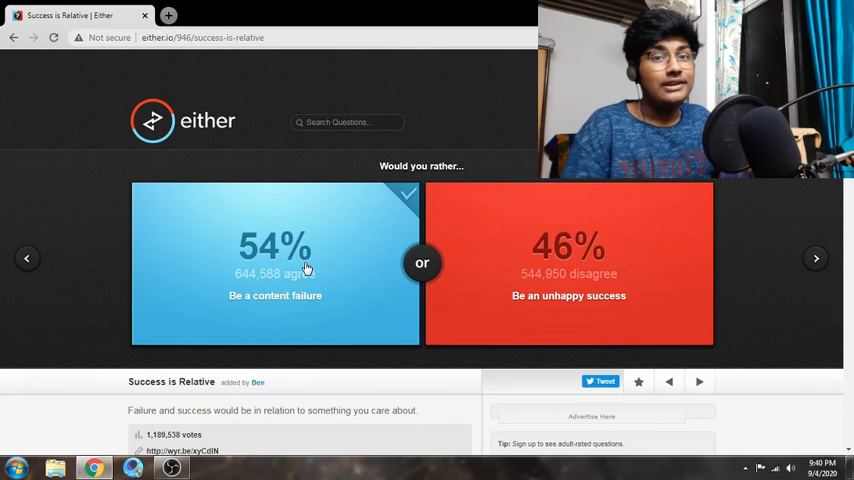 Success is Relative | Either
Not secure | either.io/946/success-is-relative
either
Search Questions...
Would you rather...
54%
644,588 agree
Be a content failure
or
46%
544,950 disagree
Be an unhappy success
Success is Relative added by Ben
Tweet
Failure and success would be in relation to something you care about.
1,189,538 votes
http://wyr.be/xyCdIN
Advertise Here
Tip: Sign up to see adult-rated questions.
9:40 PM
9/4/2020